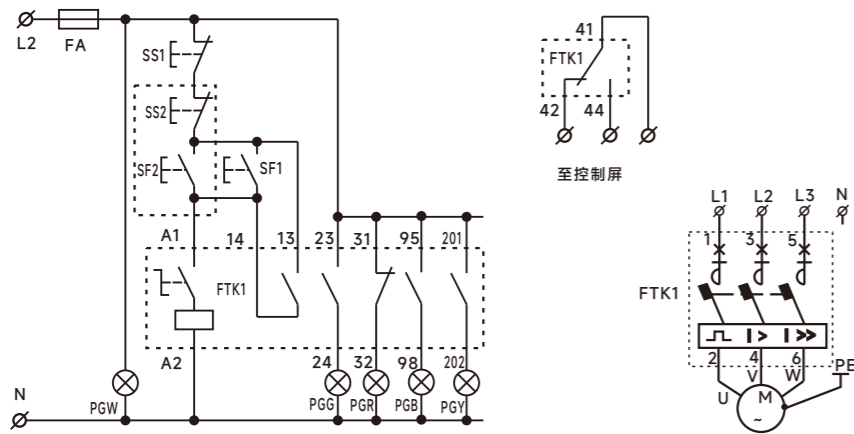 L2
FA
SS1
SS2
SF2
SF1
A1
14
13
23
31
95
201
FTK1
A2
24
32
98
202
N
PGW
PGG
PGR
PGB
PGY
41
FTK1
42
44
至控制屏
L1
L2
L3
N
1
3
5
FTK1
I>
I>>
2
4
6
PE
V
W
U
M
~